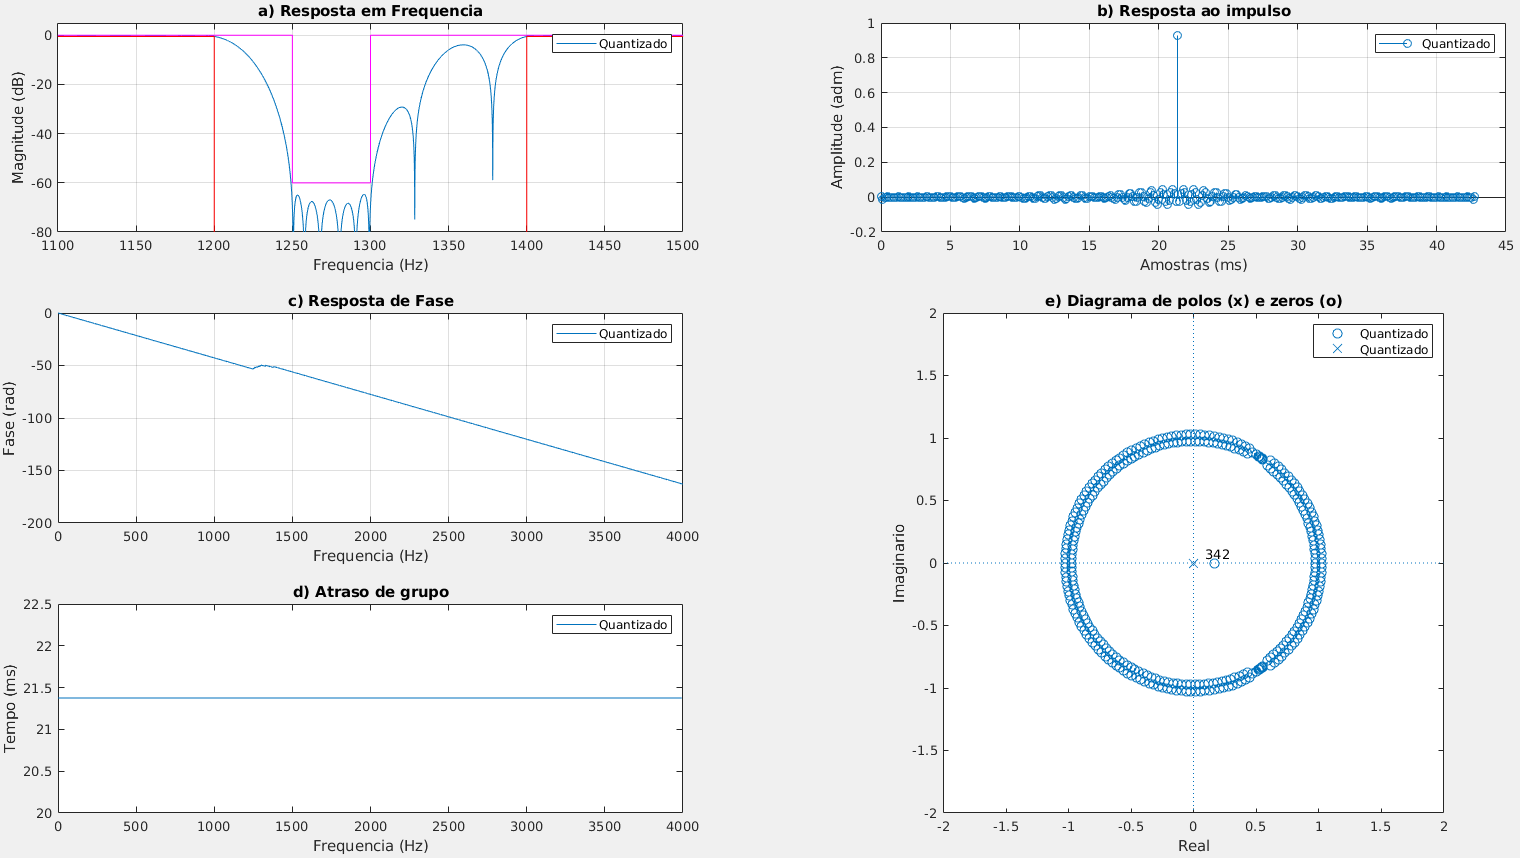 a) Resposta em Frequencia
Magnitude (dB)
0
-20
-40
-60
-80
Quantizado
1100 1150 1200 1250 1300 1350 1400 1450 1500
Frequencia (Hz)
b) Resposta ao impulso
Amplitude (adm)
1
0.8
0.6
0.4
0.2
0
-0.2
Quantizado
0 5 10 15 20 25 30 35 40 45
Amostras (ms)
c) Resposta de Fase
Fase (rad)
0
-50
-100
-150
-200
Quantizado
0 500 1000 1500 2000 2500 3000 3500 4000
Frequencia (Hz)
d) Atraso de grupo
Tempo (ms)
22.5
22
21.5
21
20.5
20
Quantizado
0 500 1000 1500 2000 2500 3000 3500 4000
Frequencia (Hz)
e) Diagrama de polos (x) e zeros (o)
Imaginario
2
1.5
1
0.5
0
-0.5
-1
-1.5
-2
Quantizado
Quantizado
342
-2 -1.5 -1 -0.5 0 0.5 1 1.5 2
Real